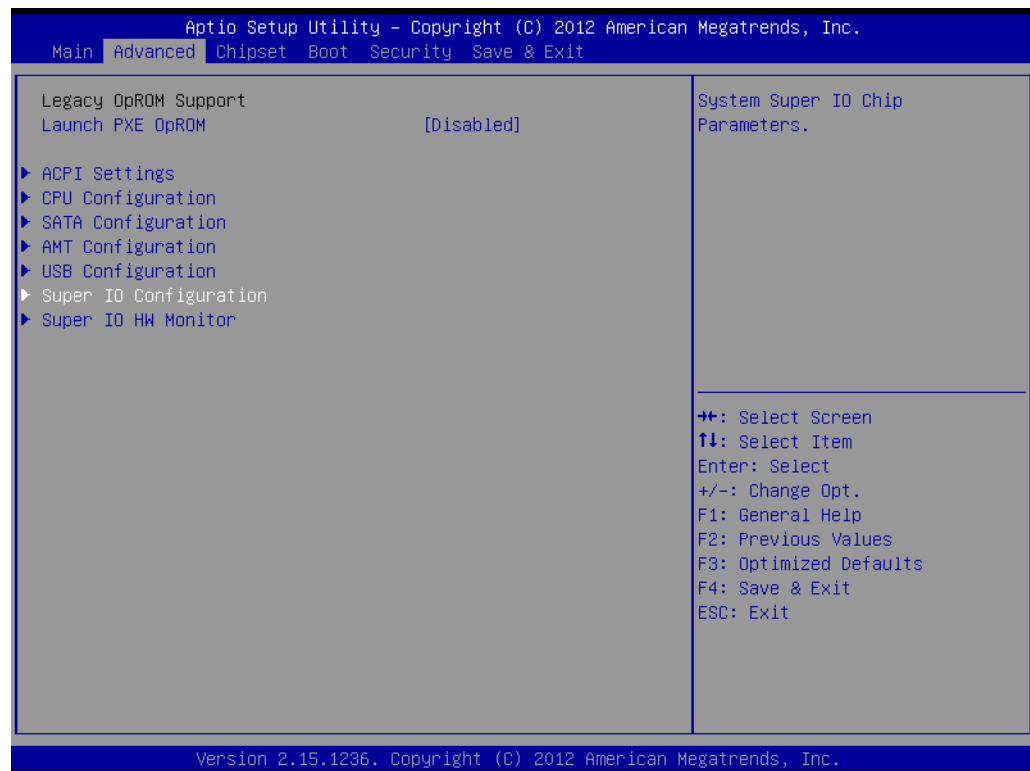 Aptio Setup Utility – Copyright (C) 2012 American Megatrends, Inc.
Main Advanced Chipset Boot Security Save & Exit
Legacy OpROM Support
Launch PXE OpROM [Disabled]
▶ ACPI Settings
▶ CPU Configuration
▶ SATA Configuration
▶ AMT Configuration
▶ USB Configuration
▶ Super IO Configuration
▶ Super IO HW Monitor
System Super IO Chip
Parameters.
→←: Select Screen
↑↓: Select Item
Enter: Select
+/-: Change Opt.
F1: General Help
F2: Previous Values
F3: Optimized Defaults
F4: Save & Exit
ESC: Exit
Version 2.15.1236. Copyright (C) 2012 American Megatrends, Inc.